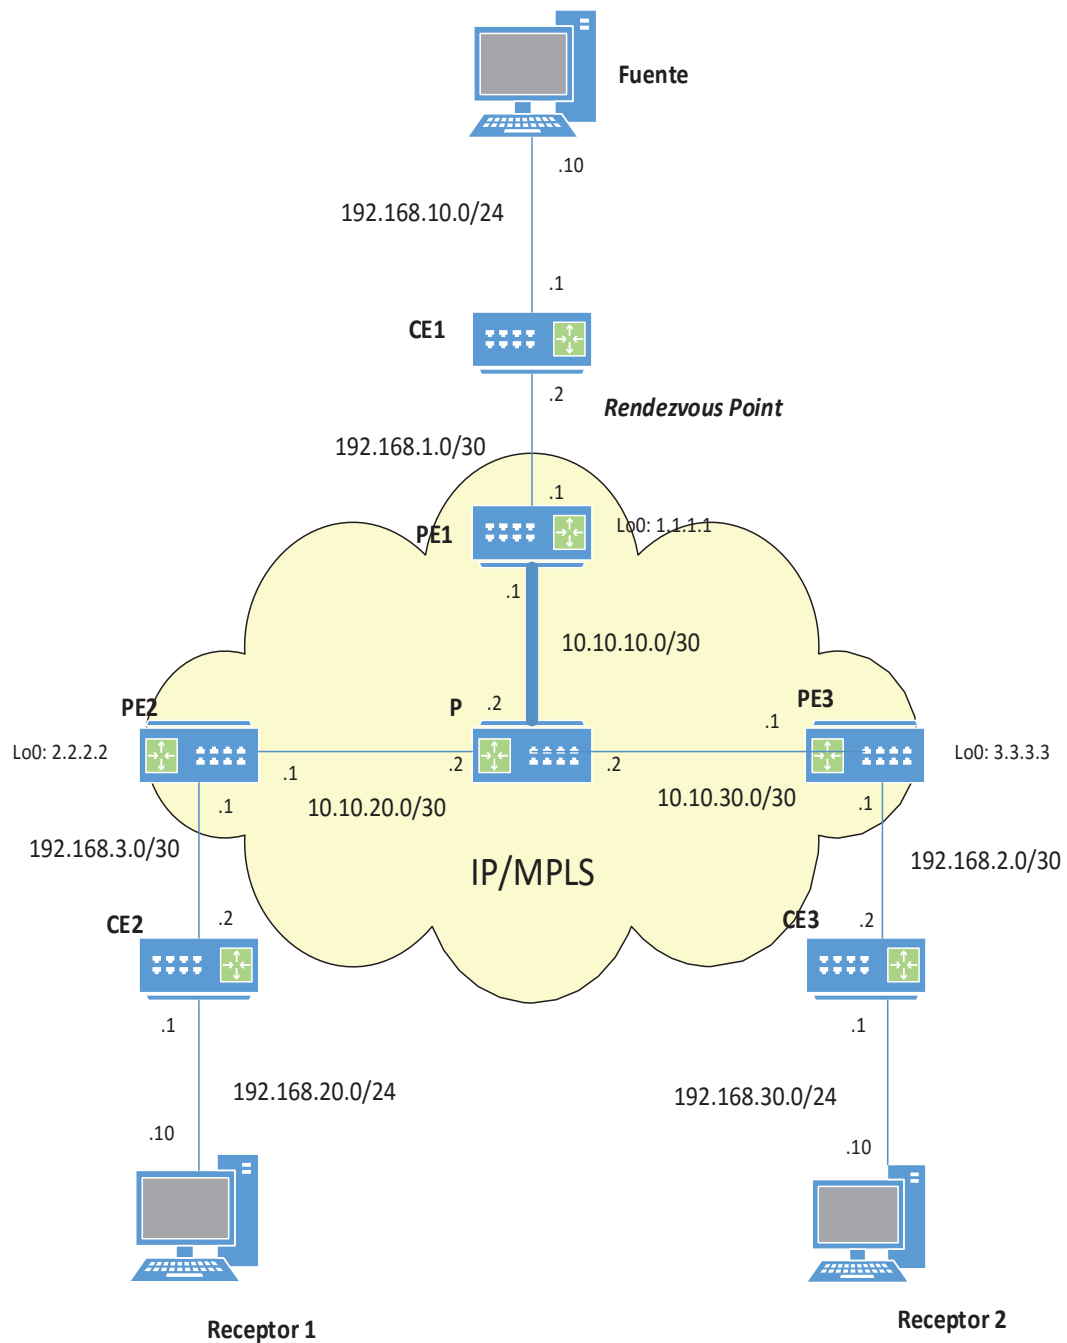 Fuente
.10
192.168.10.0/24
.1
CE1
.2
Rendezvous Point
192.168.1.0/30
.1
PE1
Lo0: 1.1.1.1
.1
10.10.10.0/30
PE2
P
.2
PE3
.1
Lo0: 2.2.2.2
.1
.2
.2
Lo0: 3.3.3.3
10.10.20.0/30
10.10.30.0/30
.1
.1
192.168.3.0/30
IP/MPLS
192.168.2.0/30
CE2
.2
CE3
.2
.1
.1
192.168.20.0/24
192.168.30.0/24
.10
.10
Receptor 1
Receptor 2